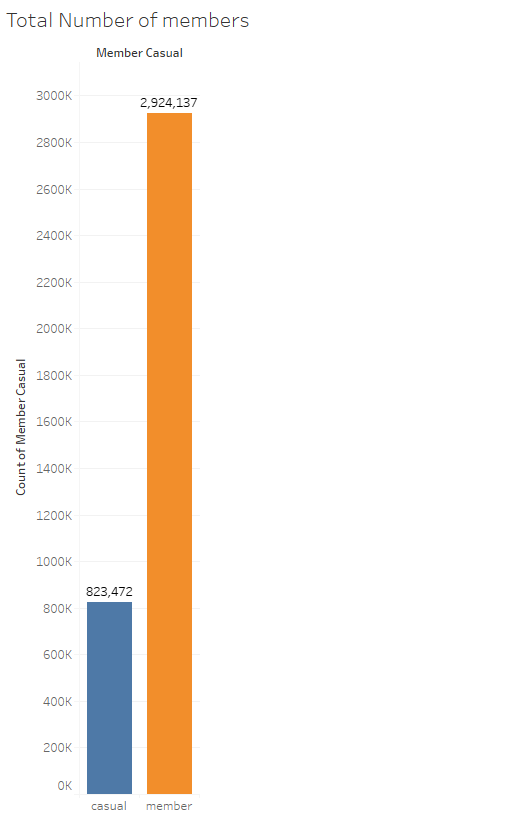 Total Number of members
Member Casual
3000K
2,924,137
2800K
2600K
2400K
2200K
2000K
1800K
1600K
1400K
1200K
1000K
823,472
800K
600K
400K
200K
0K
Count of Member Casual
casual member